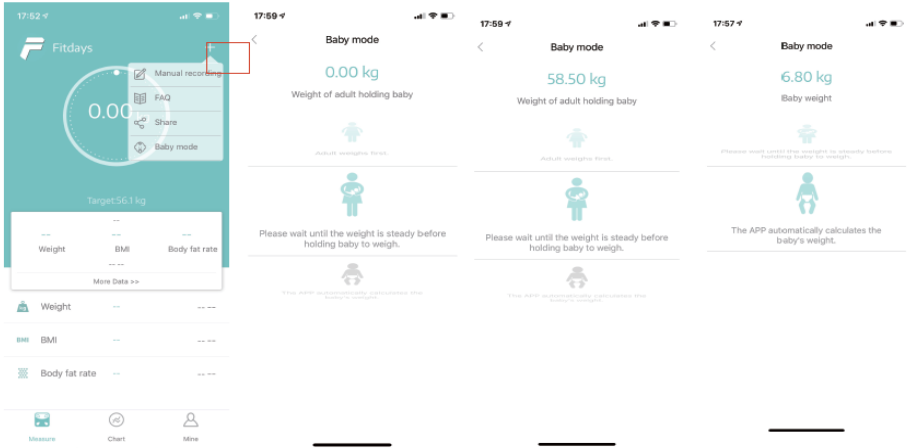 17:52
Fitdays
+
Manual recording
FAQ
Share
Baby mode
0.00
Target:56.1 kg
--
-- -- --
Weight BMI Body fat rate
-- --
More Data >>
Weight -- -- --
BMI BMI -- -- --
Body fat rate -- -- --
Measure Chart Mine
17:59
Baby mode
0.00 kg
Weight of adult holding baby
Adult weighs first.
Please wait until the weight is steady before
holding baby to weigh.
The APP automatically calculates the
baby's weight.
17:59
Baby mode
58.50 kg
Weight of adult holding baby
Adult weighs first.
Please wait until the weight is steady before
holding baby to weigh.
The APP automatically calculates the
baby's weight.
17:57
Baby mode
6.80 kg
Baby weight
Please wait until the weight is steady before
holding baby to weigh.
The APP automatically calculates the
baby's weight.